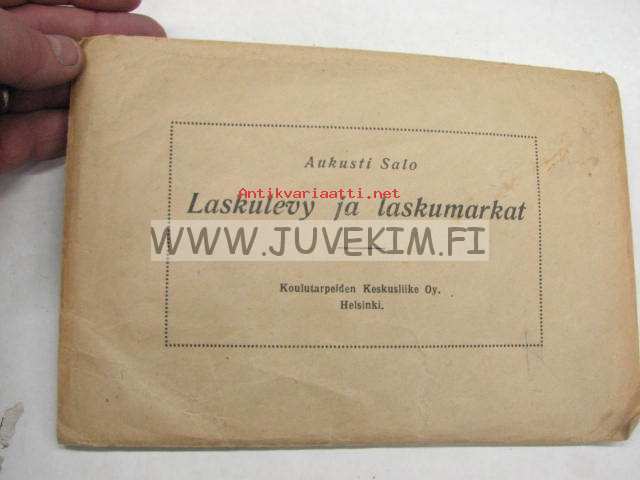 Aukusti Salo
Antikvariaatti.net
Laskulevy ja laskumarkat
WWW.JUVEKIM.FI
Koulutarpeiden Keskusliike Oy.
Helsinki.